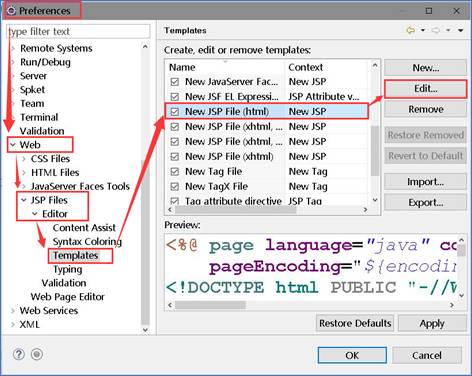 Preferences
type filter text
Remote Systems
Run/Debug
Server
Spket
Team
Terminal
Validation
Web
CSS Files
HTML Files
JavaServer Faces Tools
JSP Files
Editor
Content Assist
Syntax Coloring
Templates
Typing
Validation
Web Page Editor
Web Services
XML
Templates
Create, edit or remove templates:
Name Context
New JavaServer Fac... New JSP
New JSF EL Expressi... JSP Attribute v...
New JSP File (html) New JSP
New JSP File (html) New JSP
New JSP File (xhtml, ... New JSP
New JSP File (xhtml, ... New JSP
New JSP File (xhtml) New JSP
New Tag File New Tag
New TagX File New Tag
Tag attribute directive JSP Tag
New...
Edit...
Remove
Restore Removed
Revert to Default
Import...
Export...
Preview:
<%@ page language="java" co
pageEncoding="${encodin
<!DOCTYPE html PUBLIC "-//W
Restore Defaults
Apply
OK
Cancel